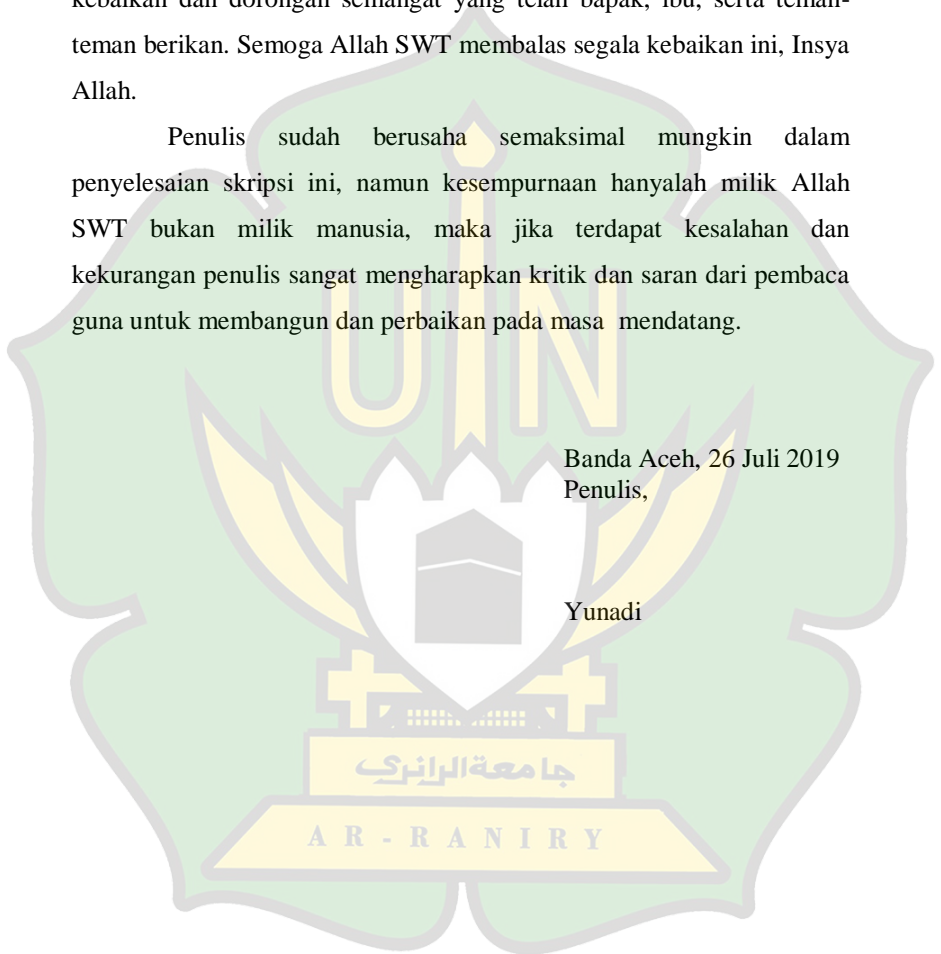 kebaikan dan dorongan semangat yang telah bapak, ibu, serta teman-
teman berikan. Semoga Allah SWT membalas segala kebaikan ini, Insya
Allah.
Penulis sudah berusaha semaksimal mungkin dalam
penyelesaian skripsi ini, namun kesempurnaan hanyalah milik Allah
SWT bukan milik manusia, maka jika terdapat kesalahan dan
kekurangan penulis sangat mengharapkan kritik dan saran dari pembaca
guna untuk membangun dan perbaikan pada masa mendatang.
UIN
Banda Aceh, 26 Juli 2019
Penulis,
Yunadi
جامعة الرانري
AR-RANIRY